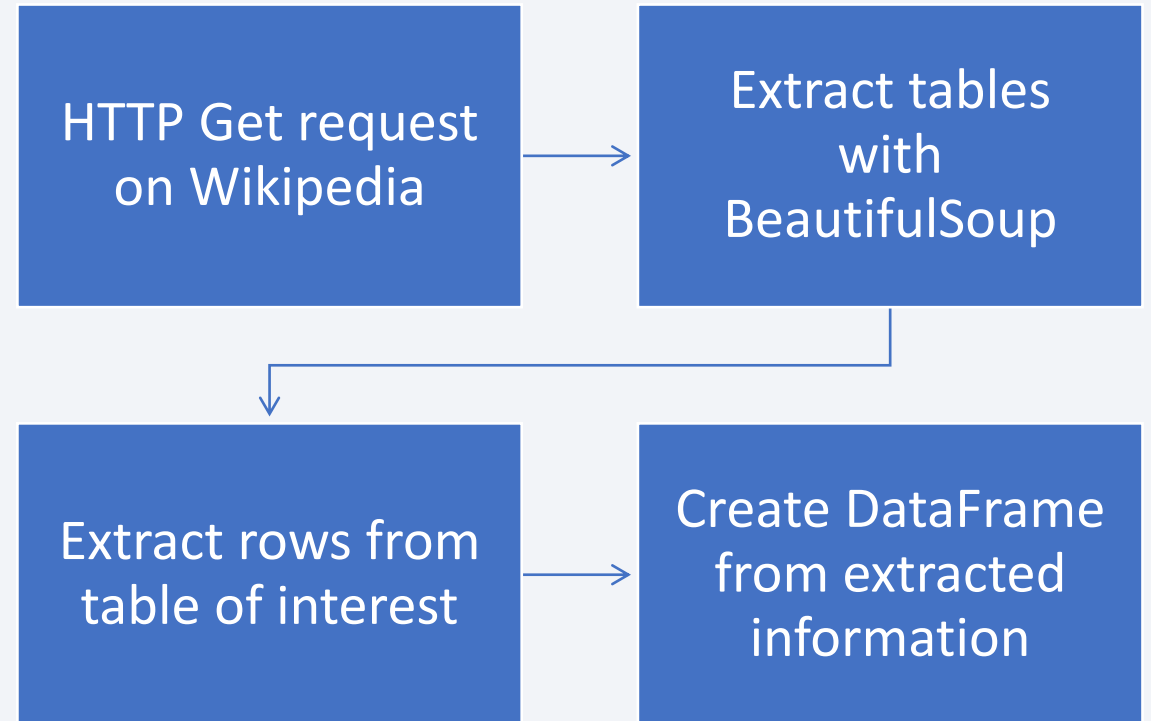 HTTP Get request
on Wikipedia
Extract tables
with
BeautifulSoup
Extract rows from
table of interest
Create DataFrame
from extracted
information